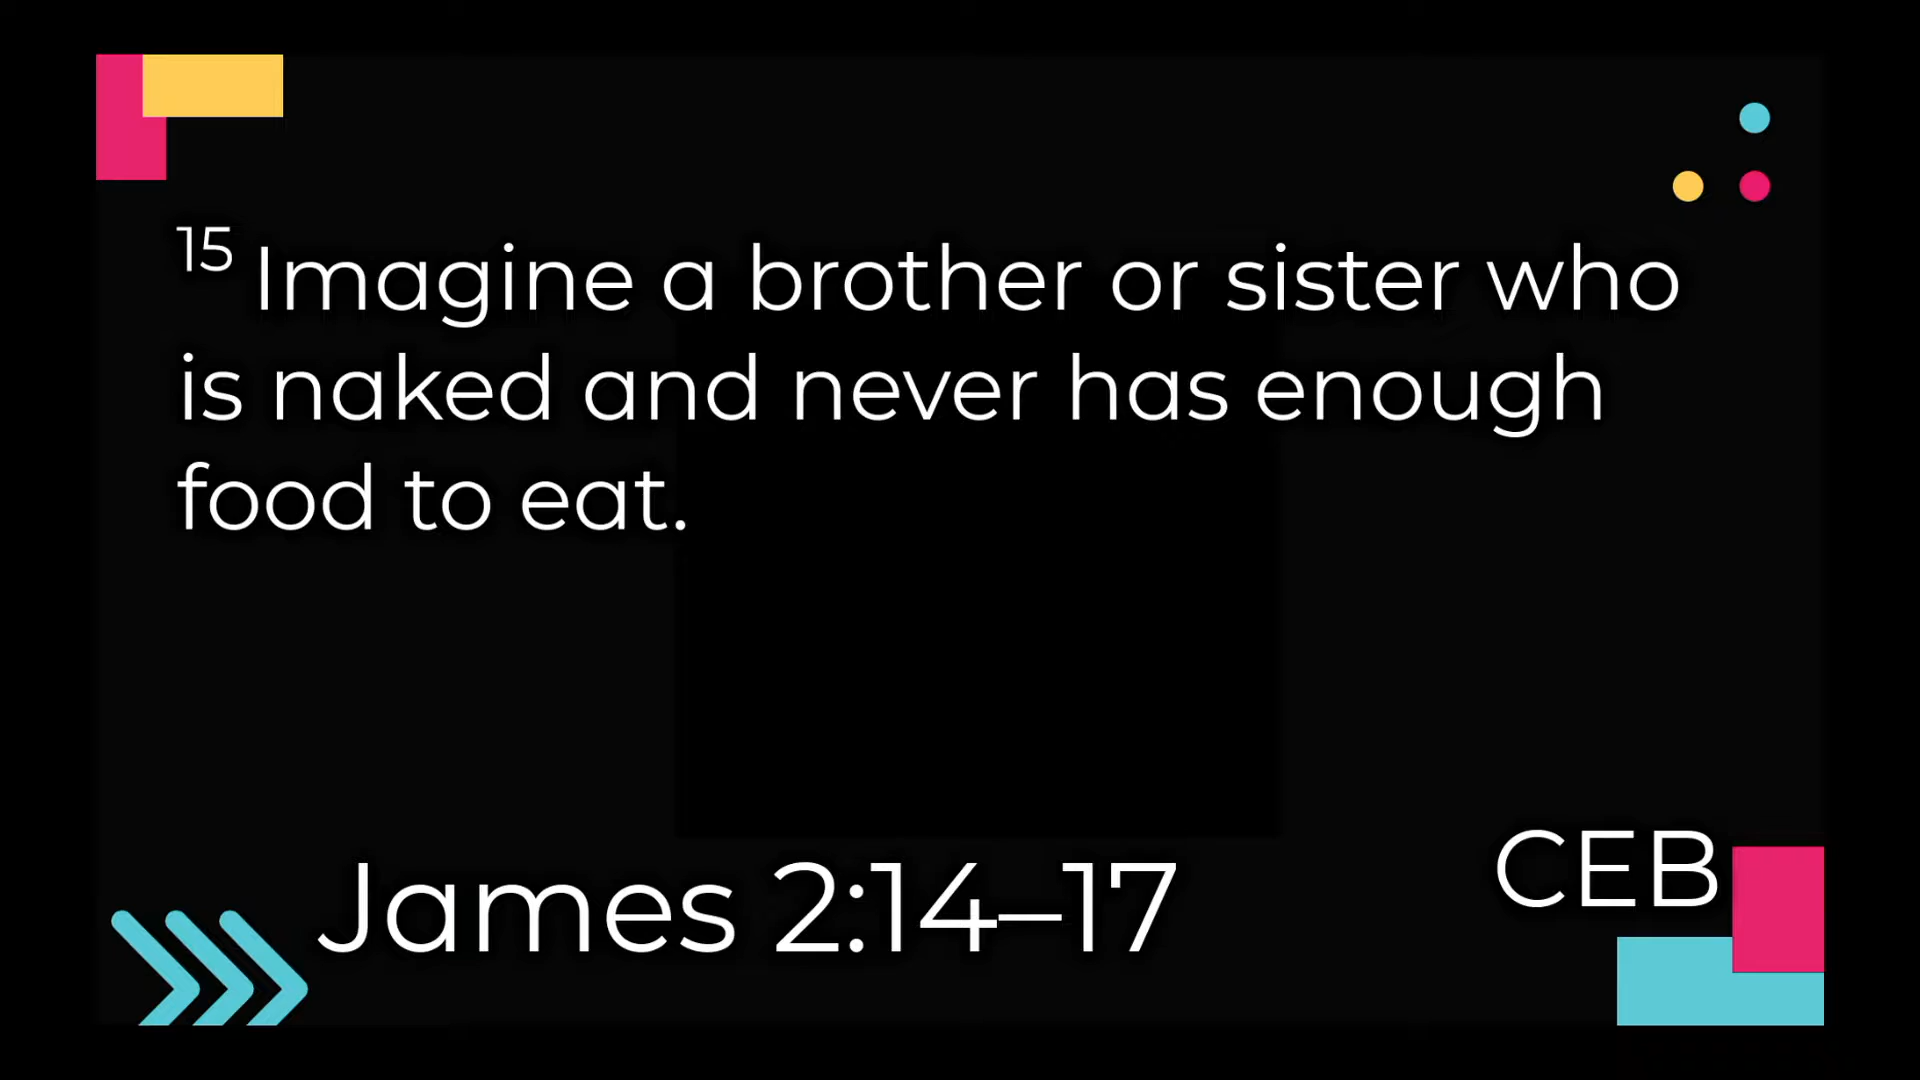 15 Imagine a brother or sister who
is naked and never has enough
food to eat.
James 2:14–17
CEB